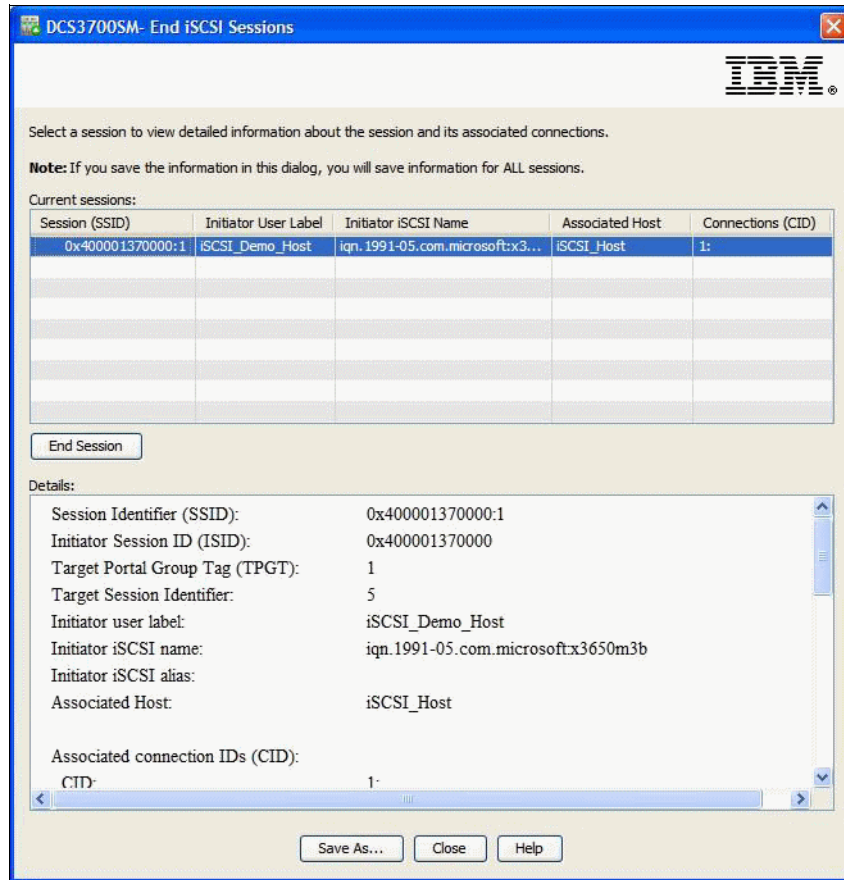 DCS3700SM- End iSCSI Sessions
IBM®
Select a session to view detailed information about the session and its associated connections.
Note: If you save the information in this dialog, you will save information for ALL sessions.
Current sessions:
Session (SSID) Initiator User Label Initiator iSCSI Name Associated Host Connections (CID)
0x400001370000:1 iSCSI_Demo_Host iqn.1991-05.com.microsoft:x3... iSCSI_Host 1:
End Session
Details:
Session Identifier (SSID): 0x400001370000:1
Initiator Session ID (ISID): 0x400001370000
Target Portal Group Tag (TPGT): 1
Target Session Identifier: 5
Initiator user label: iSCSI_Demo_Host
Initiator iSCSI name: iqn.1991-05.com.microsoft:x3650m3b
Initiator iSCSI alias:
Associated Host: iSCSI_Host
Associated connection IDs (CID):
CID: 1:
Save As... Close Help